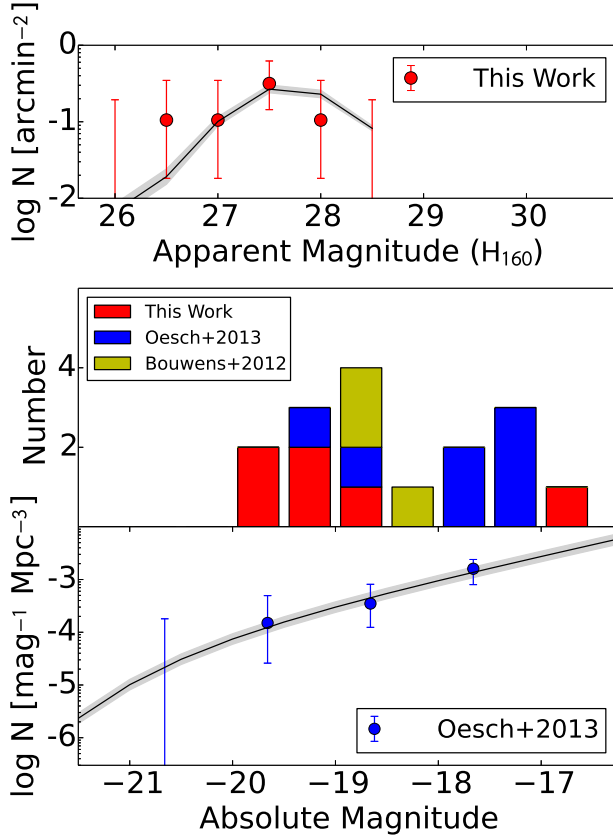 log N [arcmin⁻²]
0
-1
-2
This Work
26 27 28 29 30
Apparent Magnitude (H₁₆₀)
Number
4
2
This Work
Oesch+2013
Bouwens+2012
log N [mag⁻¹ Mpc⁻³]
-3
-4
-5
-6
Oesch+2013
−21 −20 −19 −18 −17
Absolute Magnitude